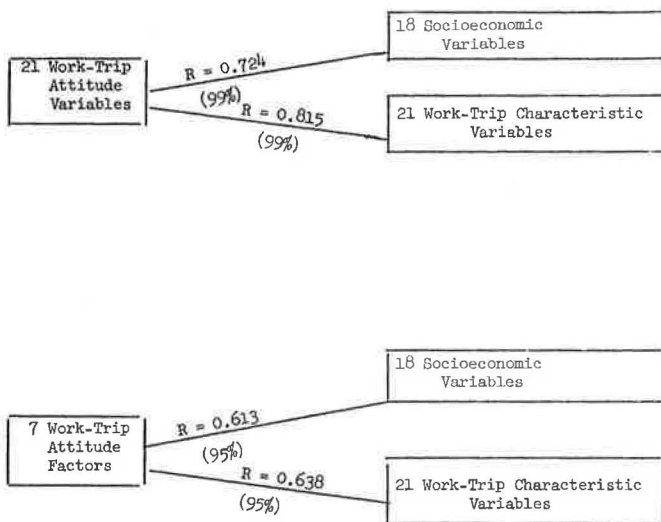 18 Socioeconomic
Variables
21 Work-Trip
Attitude
Variables
R = 0.724
(99%)
R = 0.815
(99%)
21 Work-Trip Characteristic
Variables
18 Socioeconomic
Variables
7 Work-Trip
Attitude
Factors
R = 0.613
(95%)
R = 0.638
(95%)
21 Work-Trip Characteristic
Variables